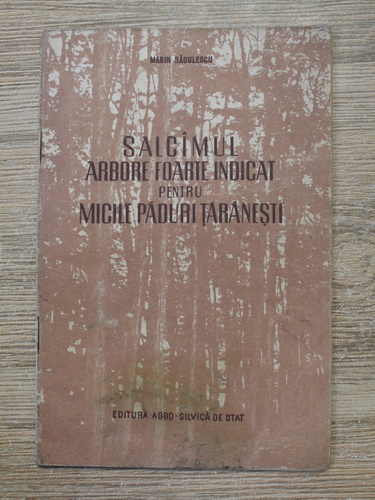 MARIN RĂDULESCU
SALCÎMUL
ARBORE FOARTE INDICAT
PENTRU
MICILE PĂDURI ȚĂRĂNEȘTI
EDITURA AGRO-SILVICĂ DE STAT